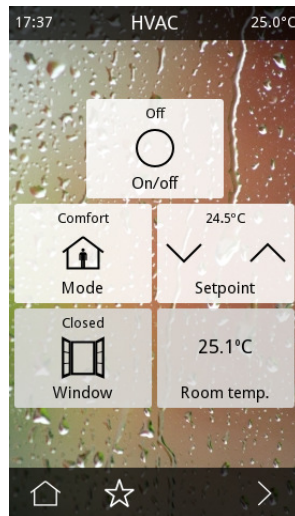 17:37 HVAC 25.0°C
Off
On/off
Comfort
Mode
24.5°C
Setpoint
Closed
Window
25.1°C
Room temp.